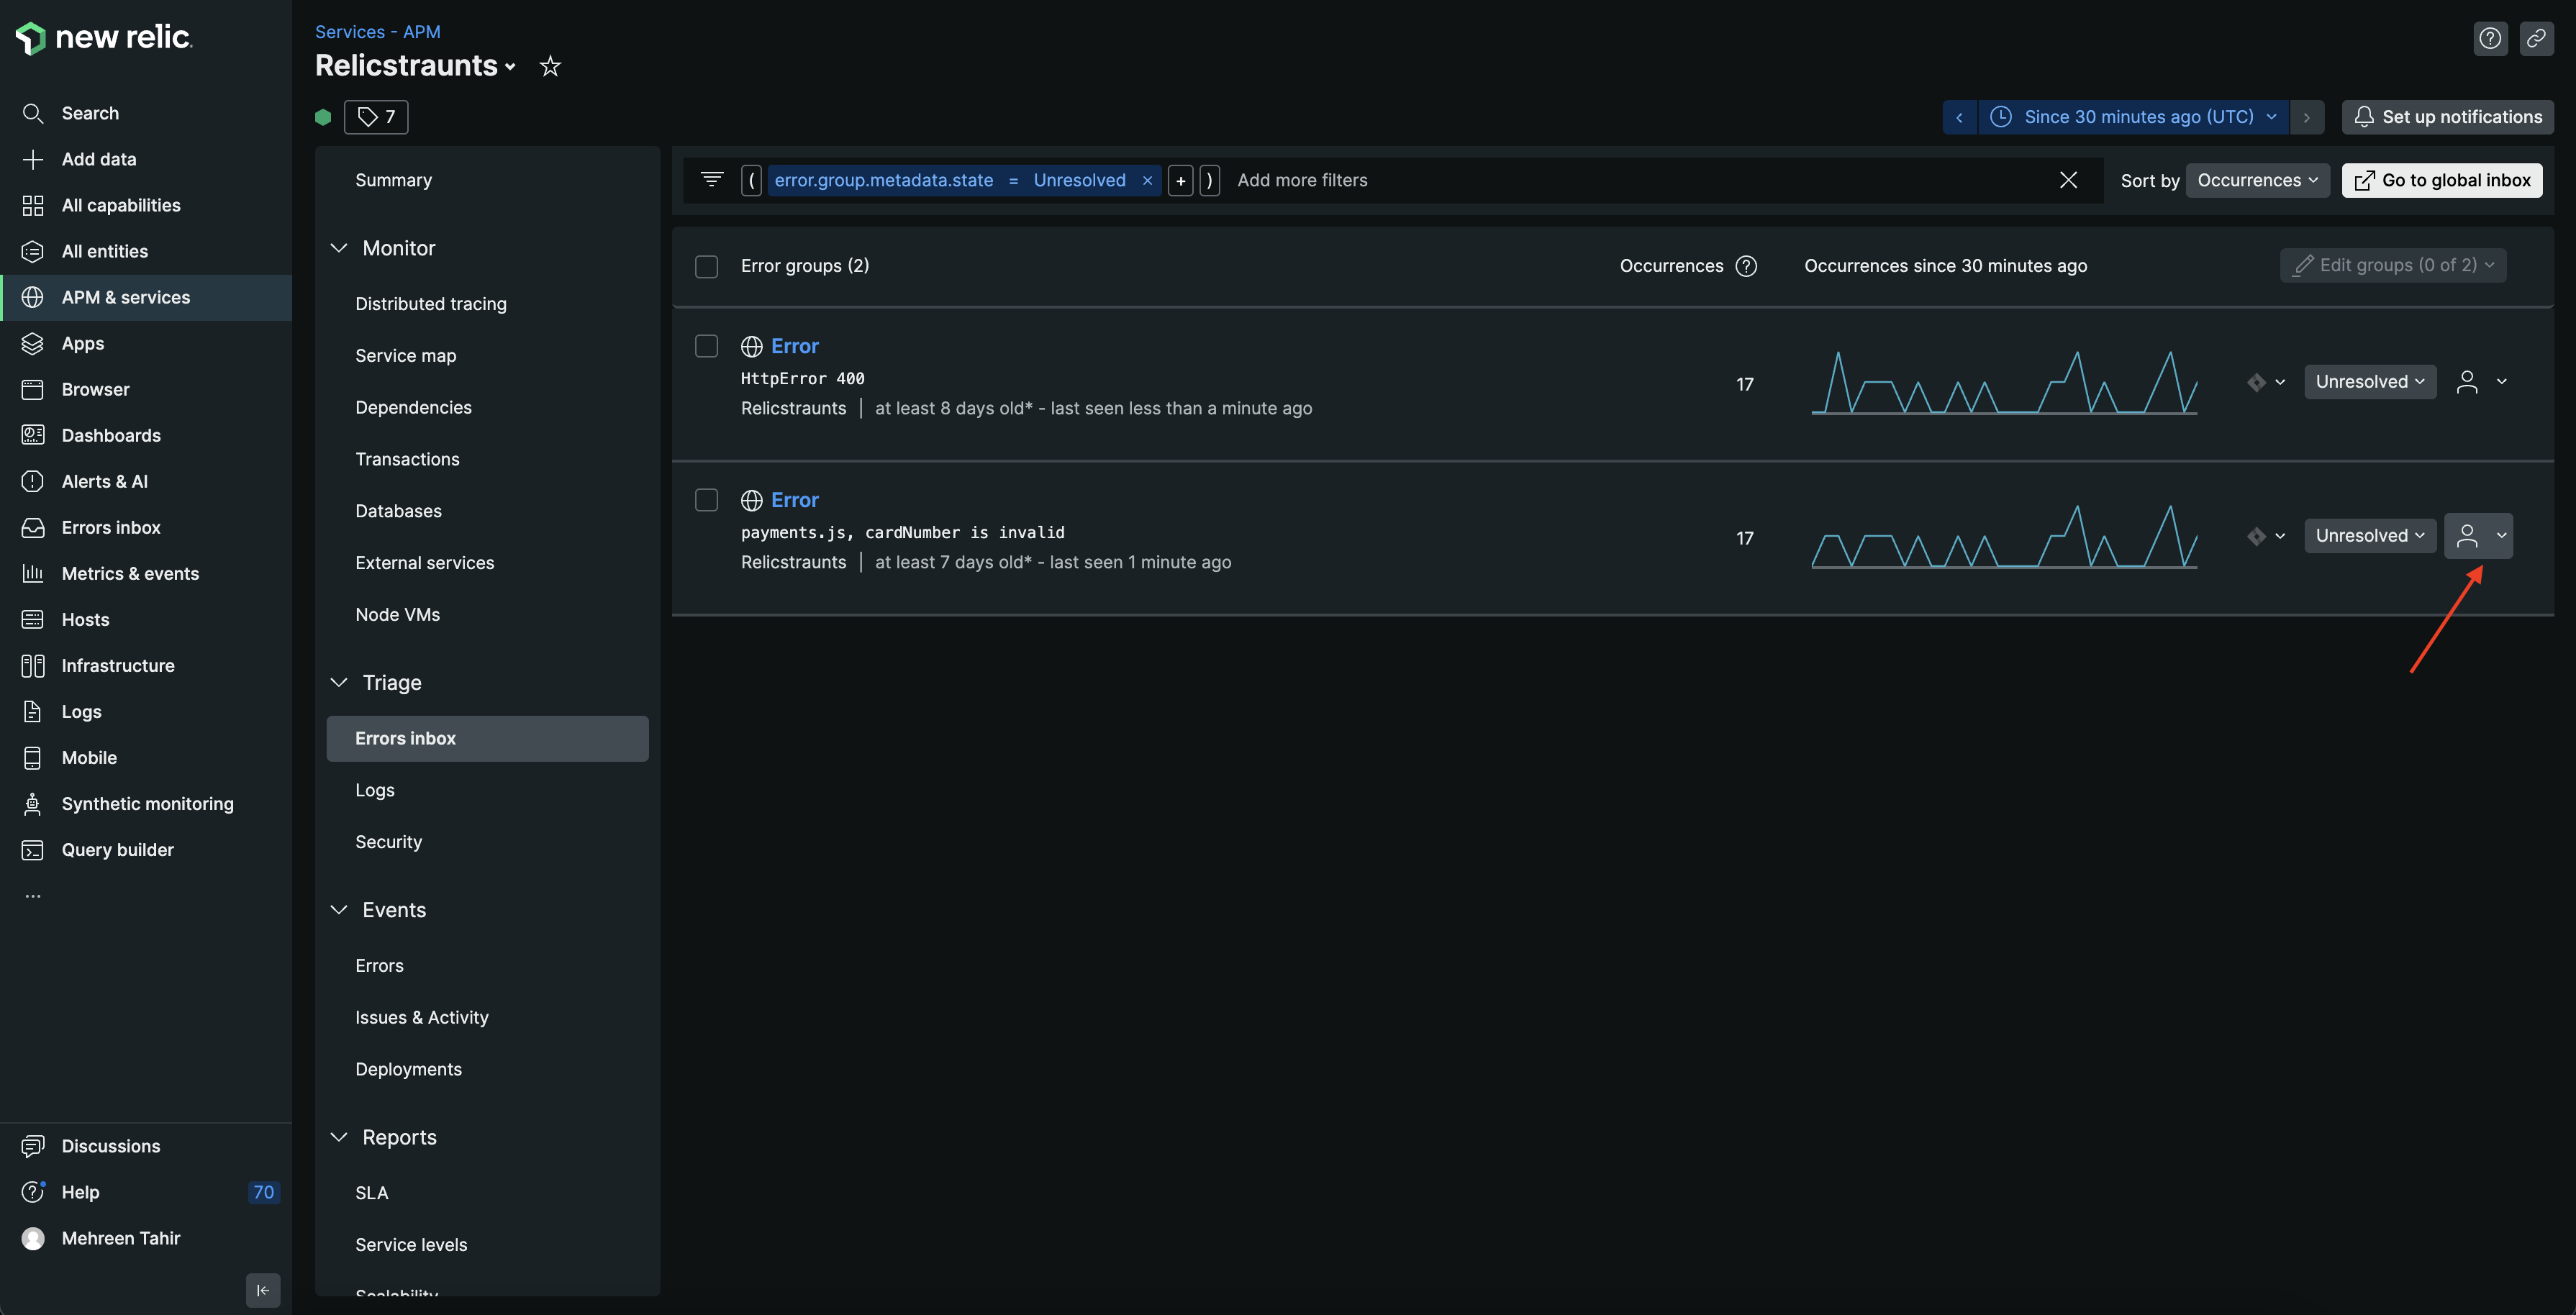 new relic.
Search
Add data
All capabilities
All entities
APM & services
Apps
Browser
Dashboards
Alerts & AI
Errors inbox
Metrics & events
Hosts
Infrastructure
Logs
Mobile
Synthetic monitoring
Query builder
...
Discussions
Help 70
Mehreen Tahir
Services - APM
Relicstraunts
7
Since 30 minutes ago (UTC)
Set up notifications
Summary
Monitor
Distributed tracing
Service map
Dependencies
Transactions
Databases
External services
Node VMs
Triage
Errors inbox
Logs
Security
Events
Errors
Issues & Activity
Deployments
Reports
SLA
Service levels
Scalability
( error.group.metadata.state = Unresolved × + ) Add more filters
Sort by Occurrences
Go to global inbox
Error groups (2) Occurrences ? Occurrences since 30 minutes ago Edit groups (0 of 2)
Error
HttpError 400
Relicstraunts | at least 8 days old* - last seen less than a minute ago
17
Unresolved
Error
payments.js, cardNumber is invalid
Relicstraunts | at least 7 days old* - last seen 1 minute ago
17
Unresolved